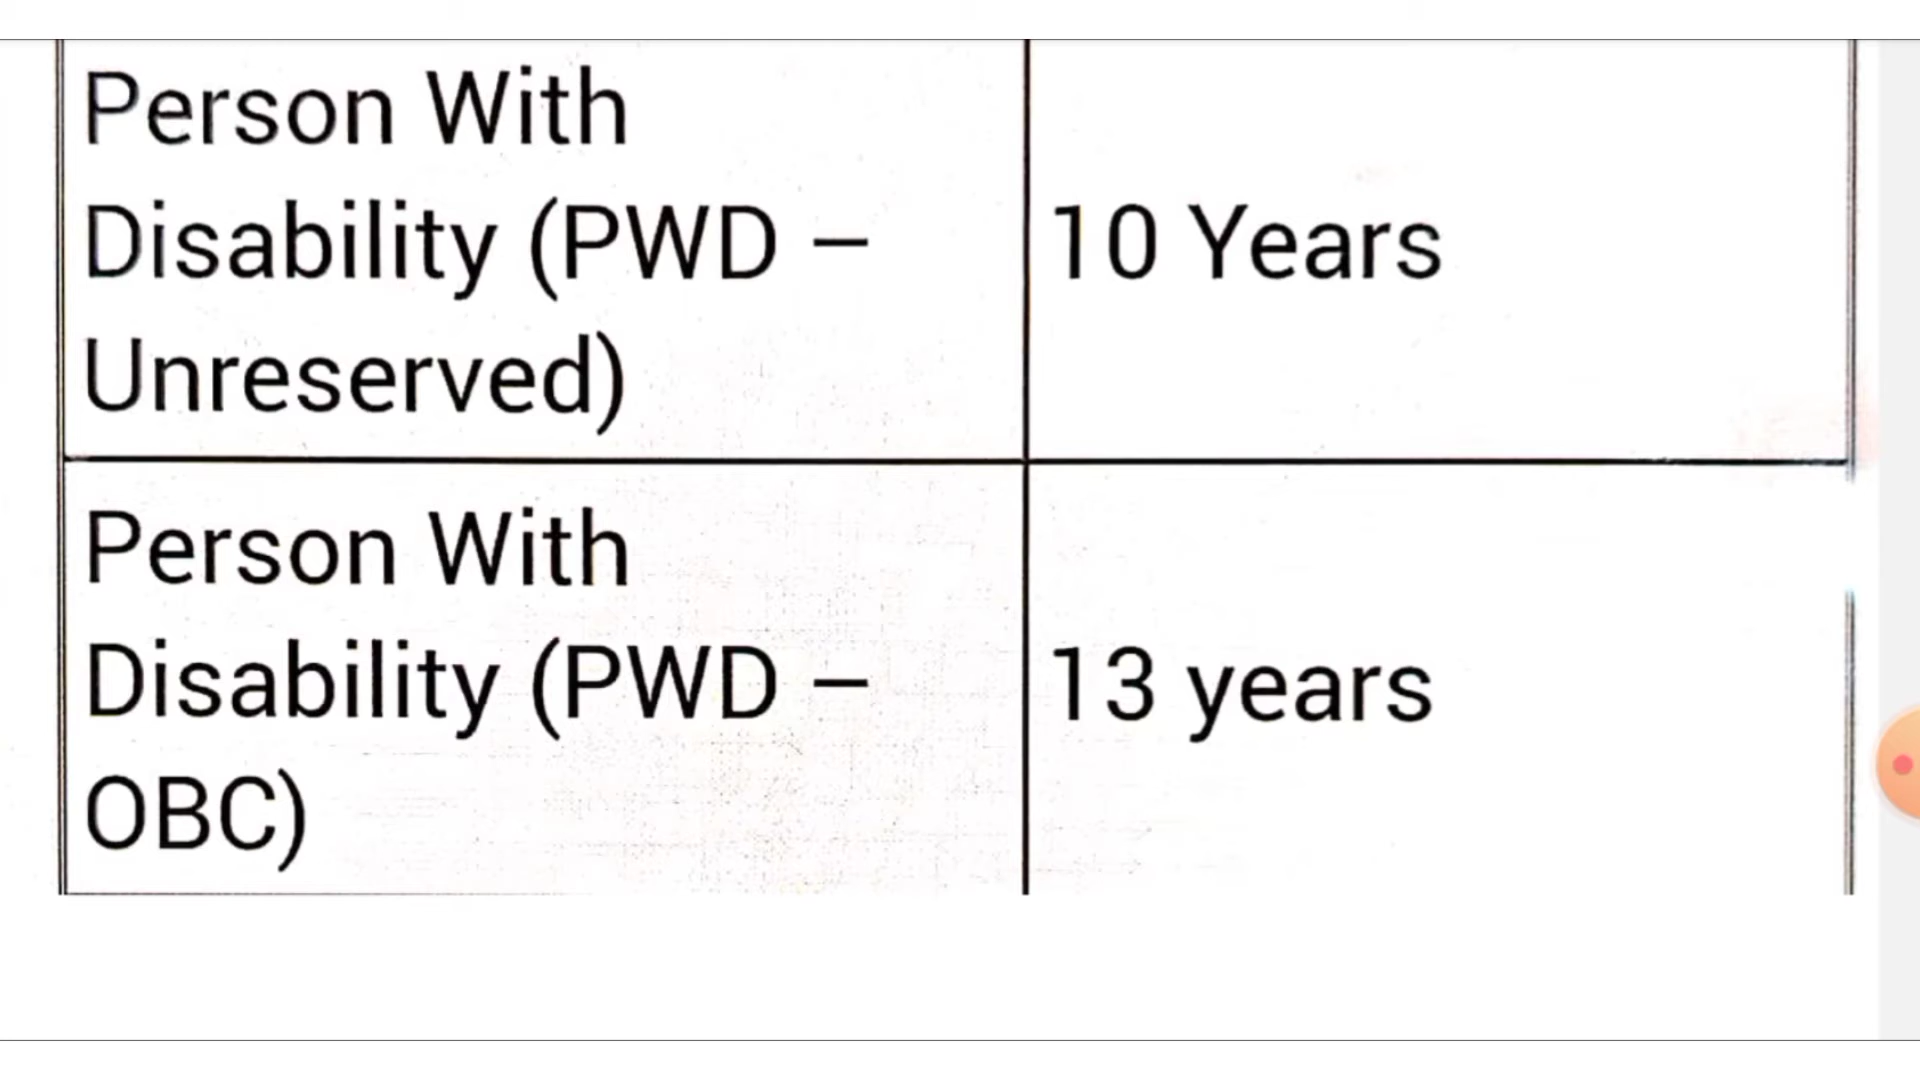 Person With
Disability (PWD –
Unreserved)
10 Years
Person With
Disability (PWD –
OBC)
13 years